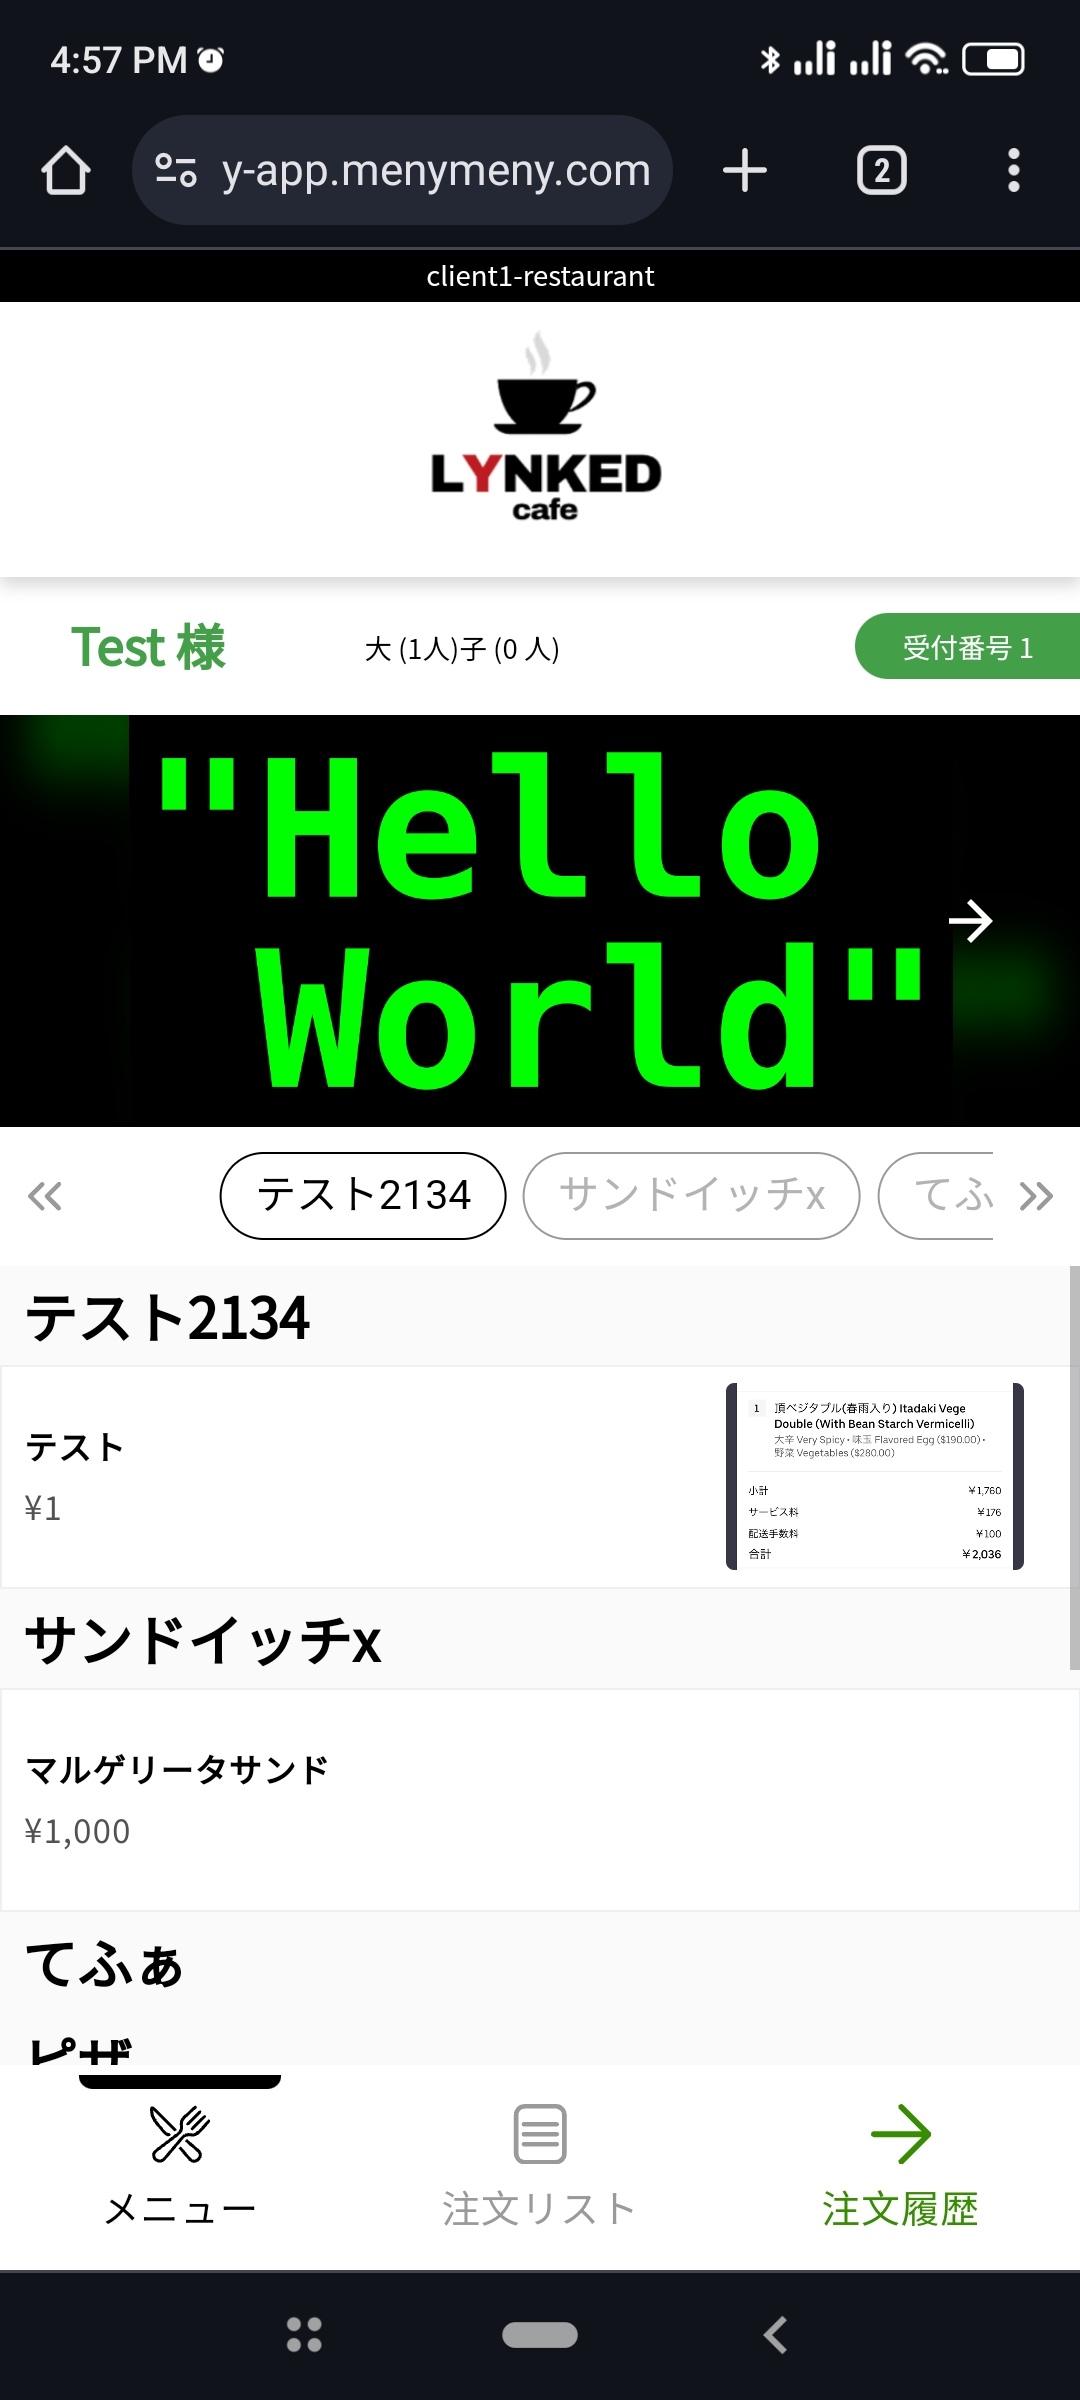 4:57 PM
y-app.menymeny.com
2
client1-restaurant
LYNKED
cafe
Test 様
大 (1人)子 (0 人)
受付番号 1
"Hello
World"
テスト2134
サンドイッチx
てふ
テスト2134
テスト
¥1
1 頂ベジタブル(春雨入り) Itadaki Vege
Double (With Bean Starch Vermicelli)
大辛 Very Spicy • 味玉 Flavored Egg ($190.00) •
野菜 Vegetables ($280.00)
小計 ¥1,760
サービス料 ¥176
配送手数料 ¥100
合計 ¥2,036
サンドイッチx
マルゲリータサンド
¥1,000
てふぁ
ピザ
メニュー
注文リスト
注文履歴